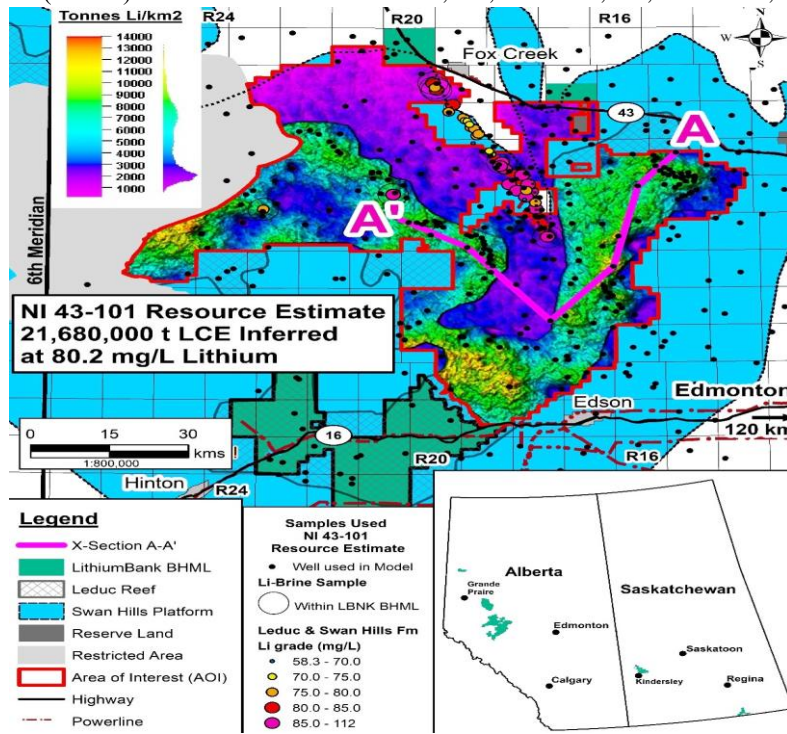 Tonnes Li/km2
14000
13000
12000
11000
10000
9000
8000
7000
6000
5000
4000
3000
2000
1000
R24
R20
R16
Fox Creek
N
W
E
S
43
A
A'
6th Meridian
NI 43-101 Resource Estimate
21,680,000 t LCE Inferred
at 80.2 mg/L Lithium
Edmonton
120 km
Edson
0 15 30
kms
1:800,000
16
R20
R16
Hinton
R24
Legend
X-Section A-A'
LithiumBank BHML
Leduc Reef
Swan Hills Platform
Reserve Land
Restricted Area
Area of Interest (AOI)
Highway
Powerline
Samples Used
NI 43-101
Resource Estimate
Well used in Model
Li-Brine Sample
Within LBNK BHML
Leduc & Swan Hills Fm
Li grade (mg/L)
58.3 - 70.0
70.0 - 75.0
75.0 - 80.0
80.0 - 85.0
85.0 - 112
Alberta
Saskatchewan
Grande
Praire
Edmonton
Calgary
Saskatoon
Kindersley
Regina